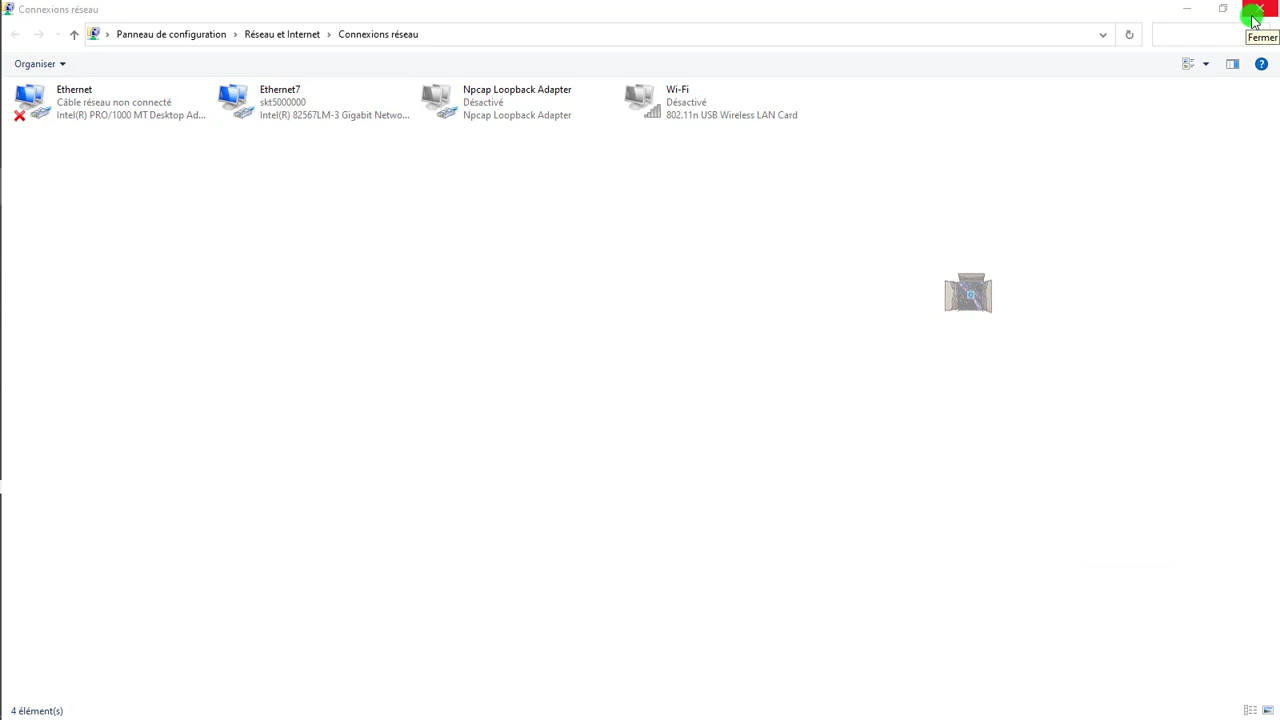 Connexions réseau
Fermer
Panneau de configuration
Réseau et Internet
Connexions réseau
Organiser
Ethernet
Câble réseau non connecté
Intel(R) PRO/1000 MT Desktop Ad...
Ethernet7
skt5000000
Intel(R) 82567LM-3 Gigabit Netwo...
Npcap Loopback Adapter
Désactivé
Npcap Loopback Adapter
Wi-Fi
Désactivé
802.11n USB Wireless LAN Card
4 élément(s)